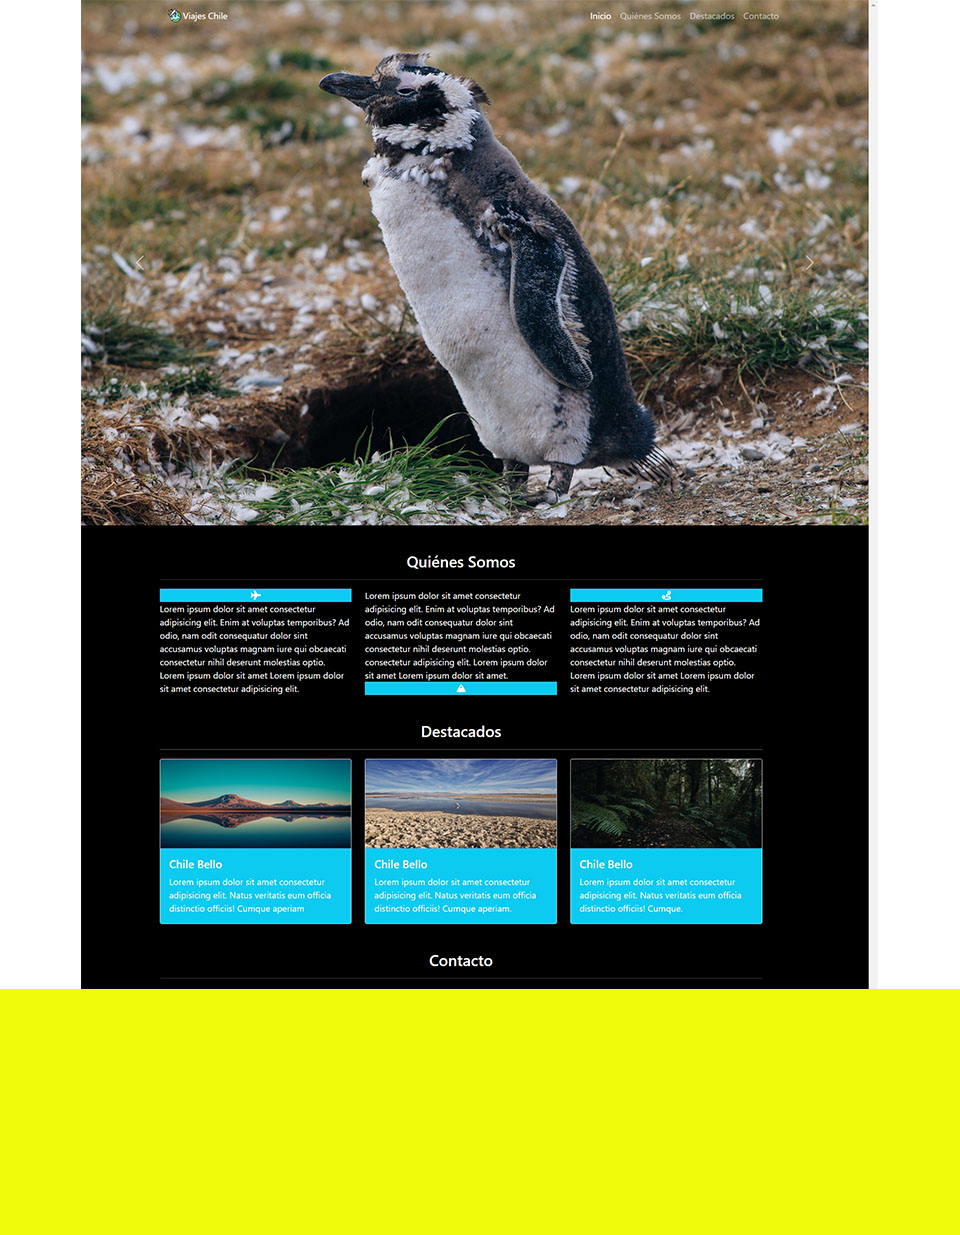 Viajes Chile
Inicio Quiénes Somos Destacados Contacto
Quiénes Somos
Lorem ipsum dolor sit amet consectetur
adipisicing elit. Enim at voluptas temporibus? Ad
odio, nam odit consequatur dolor sint
accusamus voluptas magnam iure qui obcaecati
consectetur nihil deserunt molestias optio.
Lorem ipsum dolor sit amet Lorem ipsum dolor
sit amet consectetur adipisicing elit.
Lorem ipsum dolor sit amet consectetur
adipisicing elit. Enim at voluptas temporibus? Ad
odio, nam odit consequatur dolor sint
accusamus voluptas magnam iure qui obcaecati
consectetur nihil deserunt molestias optio.
consectetur adipisicing elit. Lorem ipsum dolor
sit amet Lorem ipsum dolor sit amet.
Lorem ipsum dolor sit amet consectetur
adipisicing elit. Enim at voluptas temporibus? Ad
odio, nam odit consequatur dolor sint
accusamus voluptas magnam iure qui obcaecati
consectetur nihil deserunt molestias optio.
Lorem ipsum dolor sit amet Lorem ipsum dolor
sit amet consectetur adipisicing elit.
Destacados
Chile Bello
Lorem ipsum dolor sit amet consectetur
adipisicing elit. Natus veritatis eum officia
distinctio officiis! Cumque aperiam
Chile Bello
Lorem ipsum dolor sit amet consectetur
adipisicing elit. Natus veritatis eum officia
distinctio officiis! Cumque aperiam.
Chile Bello
Lorem ipsum dolor sit amet consectetur
adipisicing elit. Natus veritatis eum officia
distinctio officiis! Cumque.
Contacto